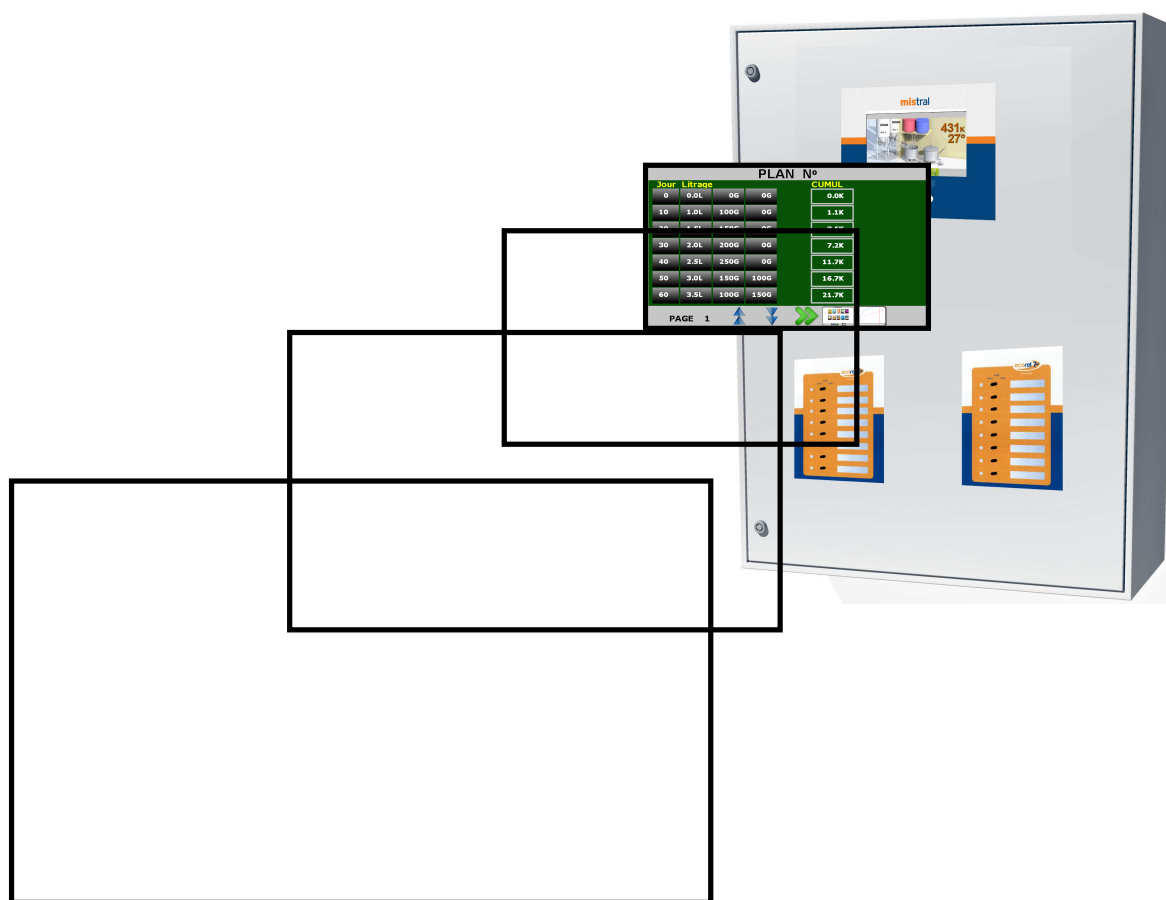 mistral
431K
27°
PLAN Nº
Jour Litrage CUMUL
0 0.0L 0G 0G 0.0K
10 1.0L 100G 0G 1.1K
30 2.0L 200G 0G 7.2K
40 2.5L 250G 0G 11.7K
50 3.0L 150G 100G 16.7K
60 3.5L 100G 150G 21.7K
PAGE 1